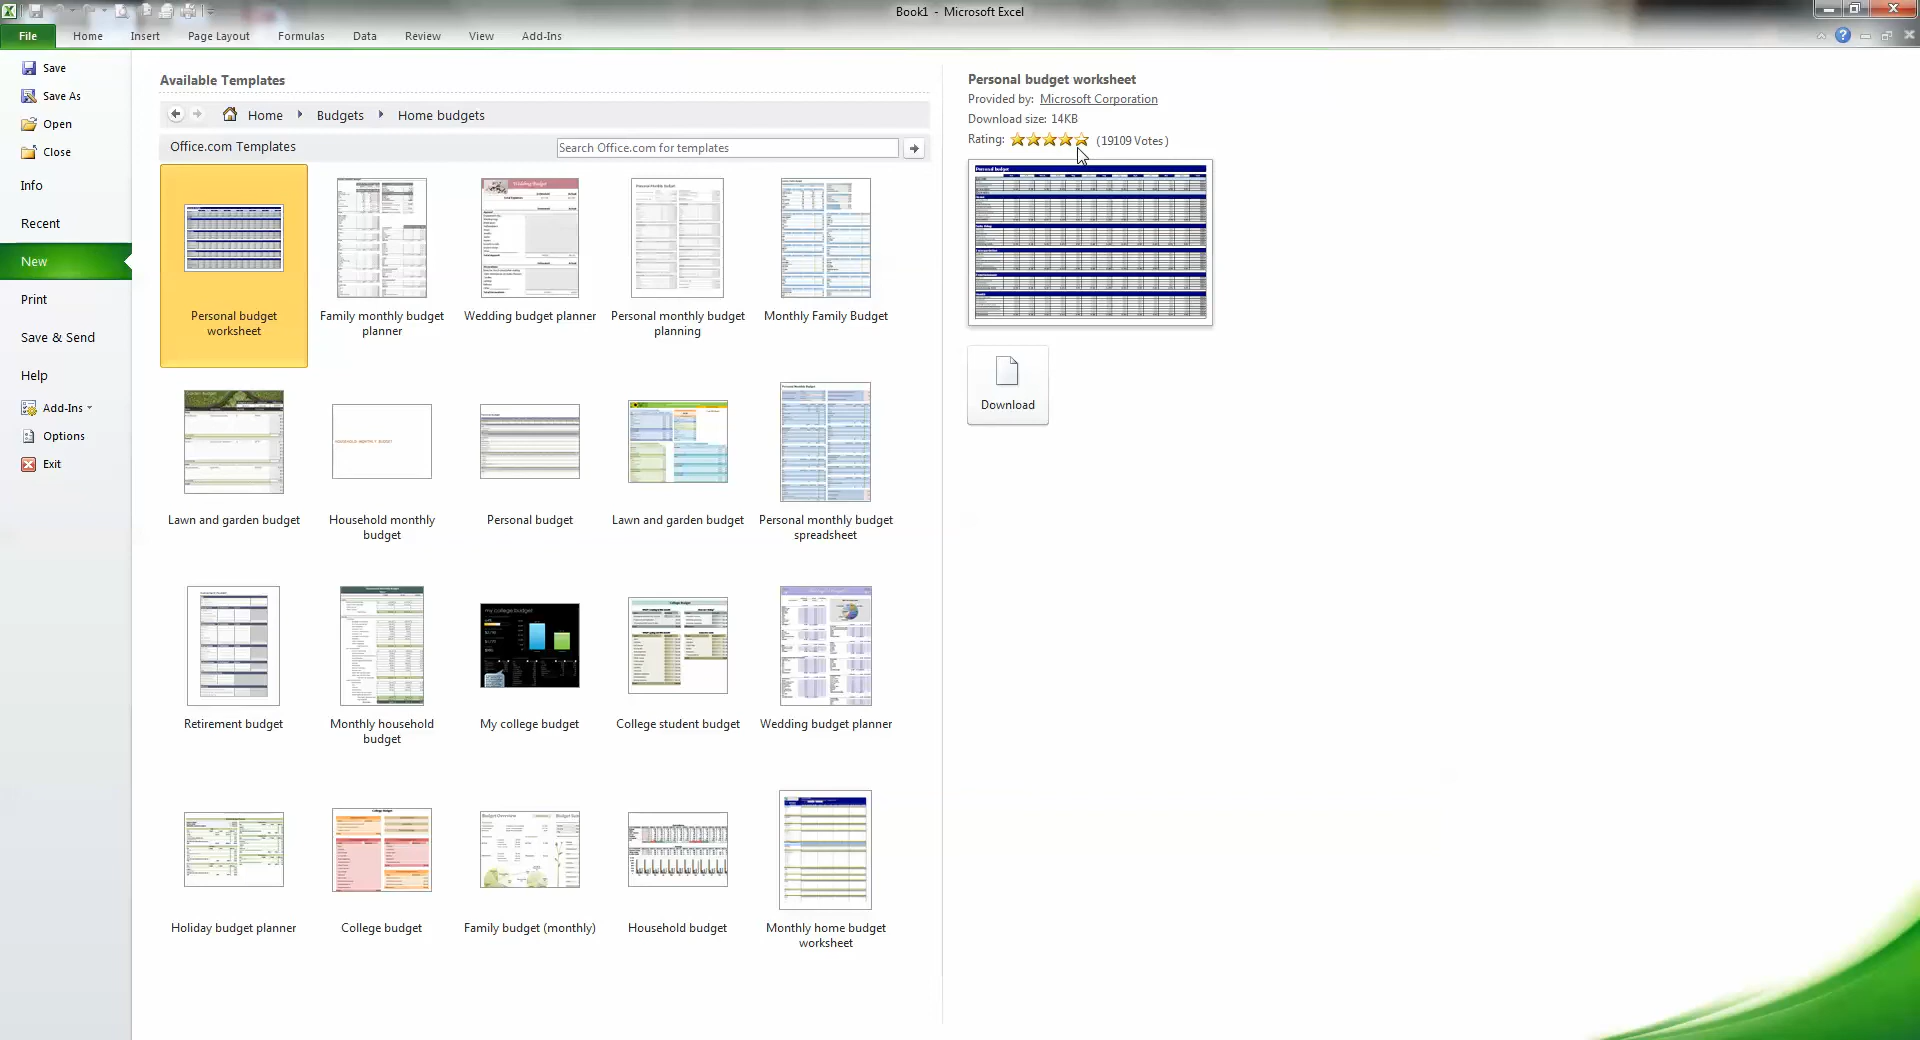 Book1 - Microsoft Excel
File Home Insert Page Layout Formulas Data Review View Add-Ins
Save
Save As
Open
Close
Info
Recent
New
Print
Save & Send
Help
Add-Ins
Options
Exit
Available Templates
Home Budgets Home budgets
Office.com Templates
Search Office.com for templates
Personal budget
worksheet
Family monthly budget
planner
Wedding budget planner
Personal monthly budget
planning
Monthly Family Budget
Lawn and garden budget
Household monthly
budget
Personal budget
Lawn and garden budget
Personal monthly budget
spreadsheet
Retirement budget
Monthly household
budget
My college budget
College student budget
Wedding budget planner
Holiday budget planner
College budget
Family budget (monthly)
Household budget
Monthly home budget
worksheet
Personal budget worksheet
Provided by: Microsoft Corporation
Download size: 14KB
Rating: (19109 Votes)
Personal budget
Download